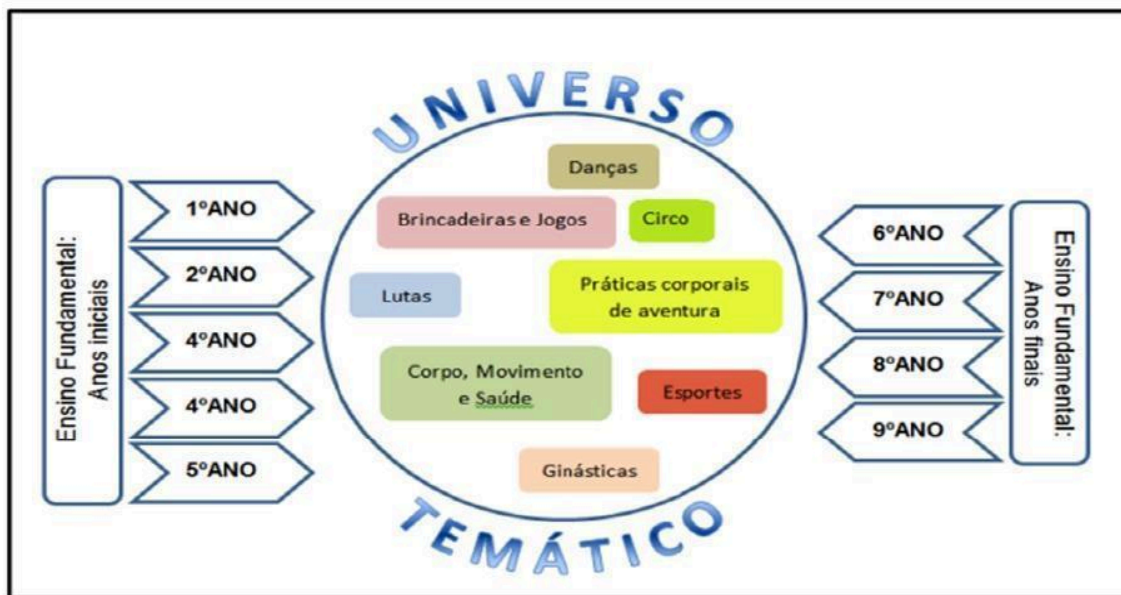 UNIVERSO
Ensino Fundamental:
Anos iniciais
1ºANO
2ºANO
4ºANO
4ºANO
5ºANO
Danças
Brincadeiras e Jogos
Circo
Lutas
Práticas corporais
de aventura
Corpo, Movimento
e Saúde
Esportes
Ginásticas
6ºANO
7ºANO
8ºANO
9ºANO
Ensino Fundamental:
Anos finais
TEMÁTICO